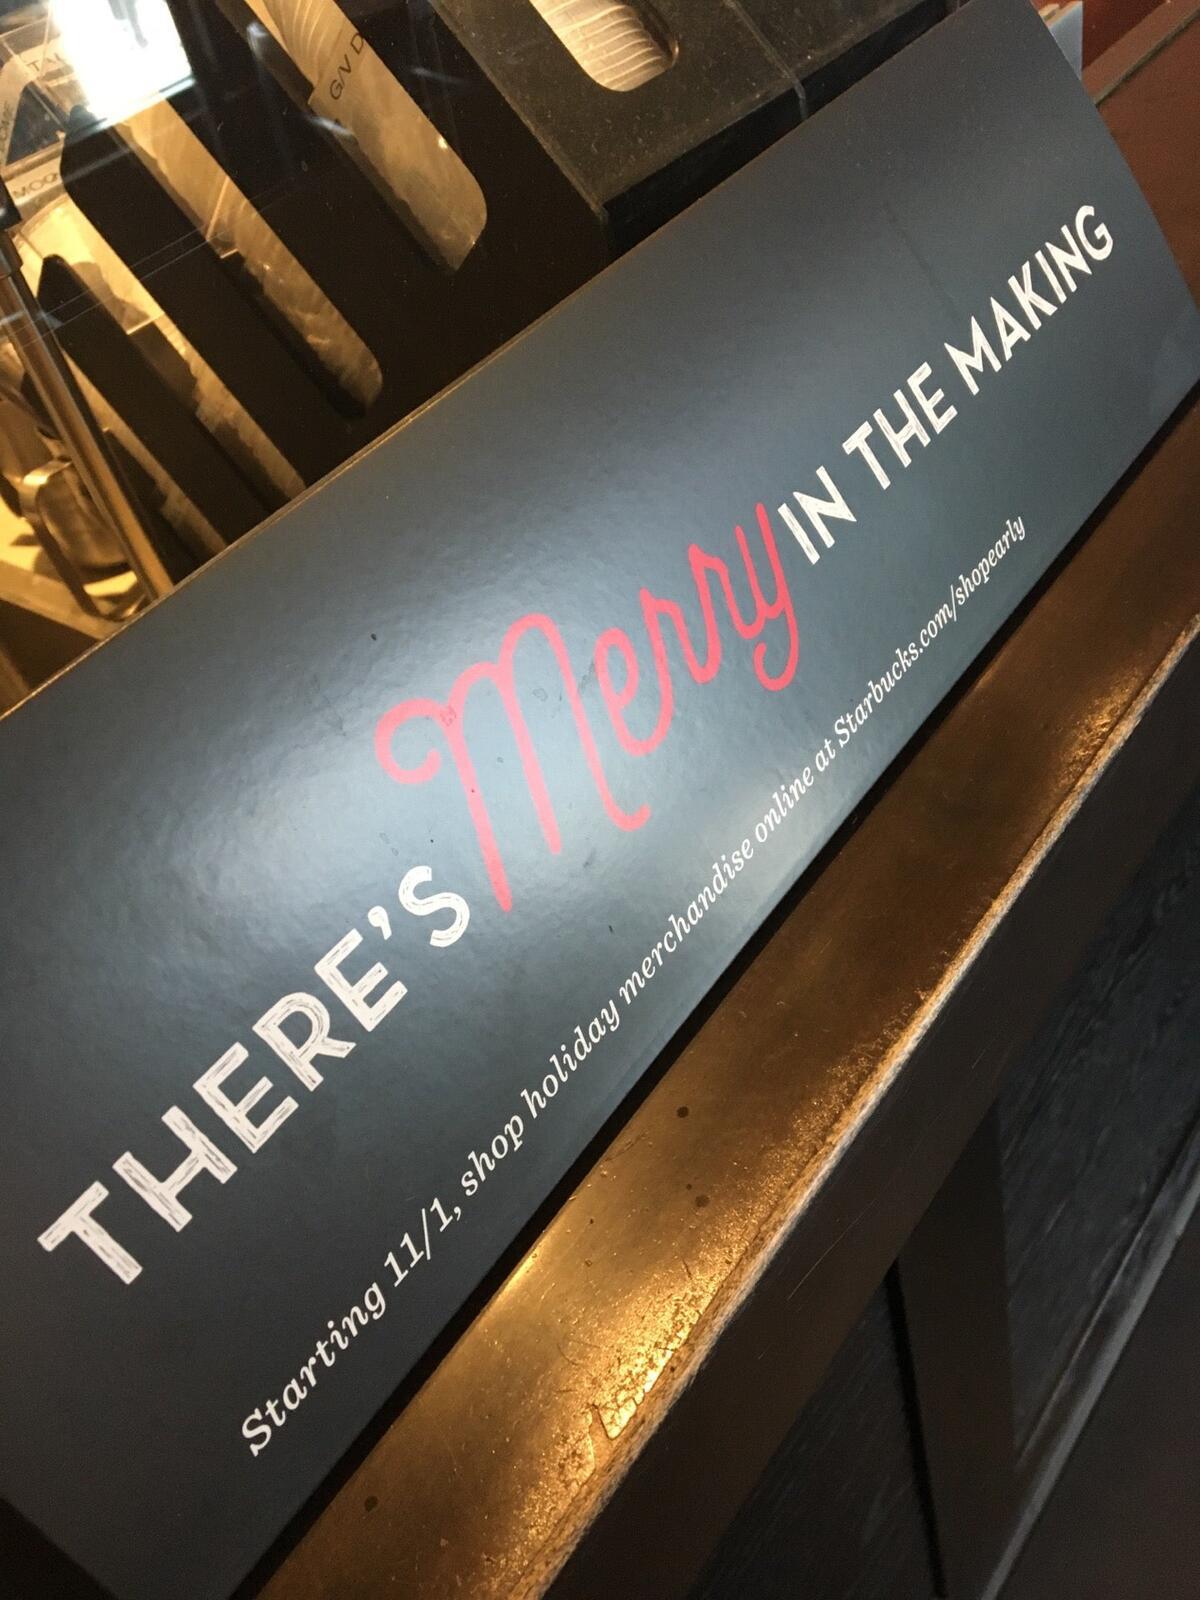 G/V D
THERE'S Merry IN THE MAKING
Starting 11/1, shop holiday merchandise online at Starbucks.com/shopearly